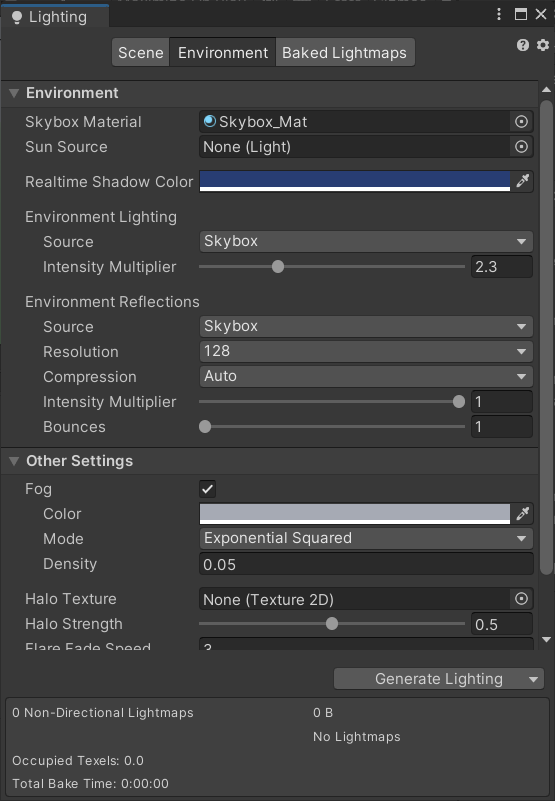 Lighting
Scene Environment Baked Lightmaps
Environment
Skybox Material Skybox_Mat
Sun Source None (Light)
Realtime Shadow Color
Environment Lighting
Source Skybox
Intensity Multiplier 2.3
Environment Reflections
Source Skybox
Resolution 128
Compression Auto
Intensity Multiplier 1
Bounces 1
Other Settings
Fog
Color
Mode Exponential Squared
Density 0.05
Halo Texture None (Texture 2D)
Halo Strength 0.5
Flare Fade Speed 3
Generate Lighting
0 Non-Directional Lightmaps 0 B
No Lightmaps
Occupied Texels: 0.0
Total Bake Time: 0:00:00